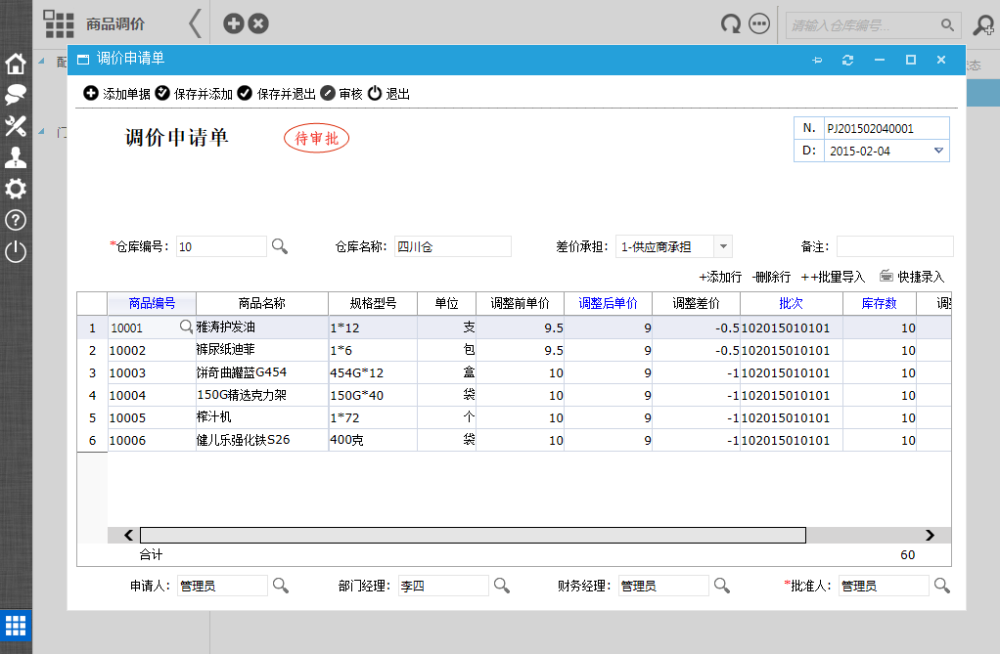 商品调价
请输入仓库编号...
配
态
门
调价申请单
添加单据 保存并添加 保存并退出 审核 退出
调价申请单 待审批
N. PJ201502040001
D: 2015-02-04
*仓库编号: 10 仓库名称: 四川仓 差价承担: 1-供应商承担 备注:
+添加行 -删除行 ++批量导入 快捷录入
商品编号 商品名称 规格型号 单位 调整前单价 调整后单价 调整差价 批次 库存数 调
1 10001 雅涛护发油 1*12 支 9.5 9 -0.5 102015010101 10
2 10002 裤尿纸迪菲 1*6 包 9.5 9 -0.5 102015010101 10
3 10003 饼奇曲罐蓝G454 454G*12 盒 10 9 -1 102015010101 10
4 10004 150G精选克力架 150G*40 袋 10 9 -1 102015010101 10
5 10005 榨汁机 1*72 个 10 9 -1 102015010101 10
6 10006 健儿乐强化铁S26 400克 袋 10 9 -1 102015010101 10
合计 60
申请人: 管理员 部门经理: 李四 财务经理: 管理员 *批准人: 管理员